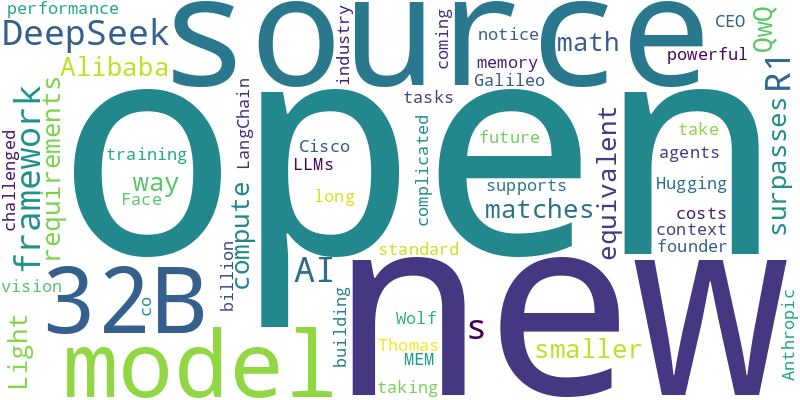 performance
source
CEO
DeepSeek
industry
coming
notice
math
QwQ
Alibaba
memory
powerful
Galileo
R1
open
tasks
framework
requirements
LangChain
challenged
training
way
Face
Cisco
LLMs
long
complicated
future
supports
matches
equivalent
take
agents
Hugging
costs
context
founder
surpasses
compute
standard
billion
AI
32B
co
vision
new
Light
model
building
s
Wolf
Thomas
MEM
taking
smaller
Anthropic